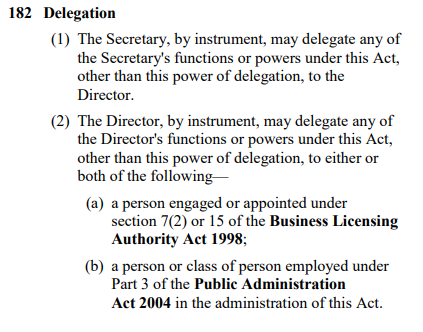 182 Delegation
(1) The Secretary, by instrument, may delegate any of
the Secretary's functions or powers under this Act,
other than this power of delegation, to the
Director.
(2) The Director, by instrument, may delegate any of
the Director's functions or powers under this Act,
other than this power of delegation, to either or
both of the following—
(a) a person engaged or appointed under
section 7(2) or 15 of the Business Licensing
Authority Act 1998;
(b) a person or class of person employed under
Part 3 of the Public Administration
Act 2004 in the administration of this Act.